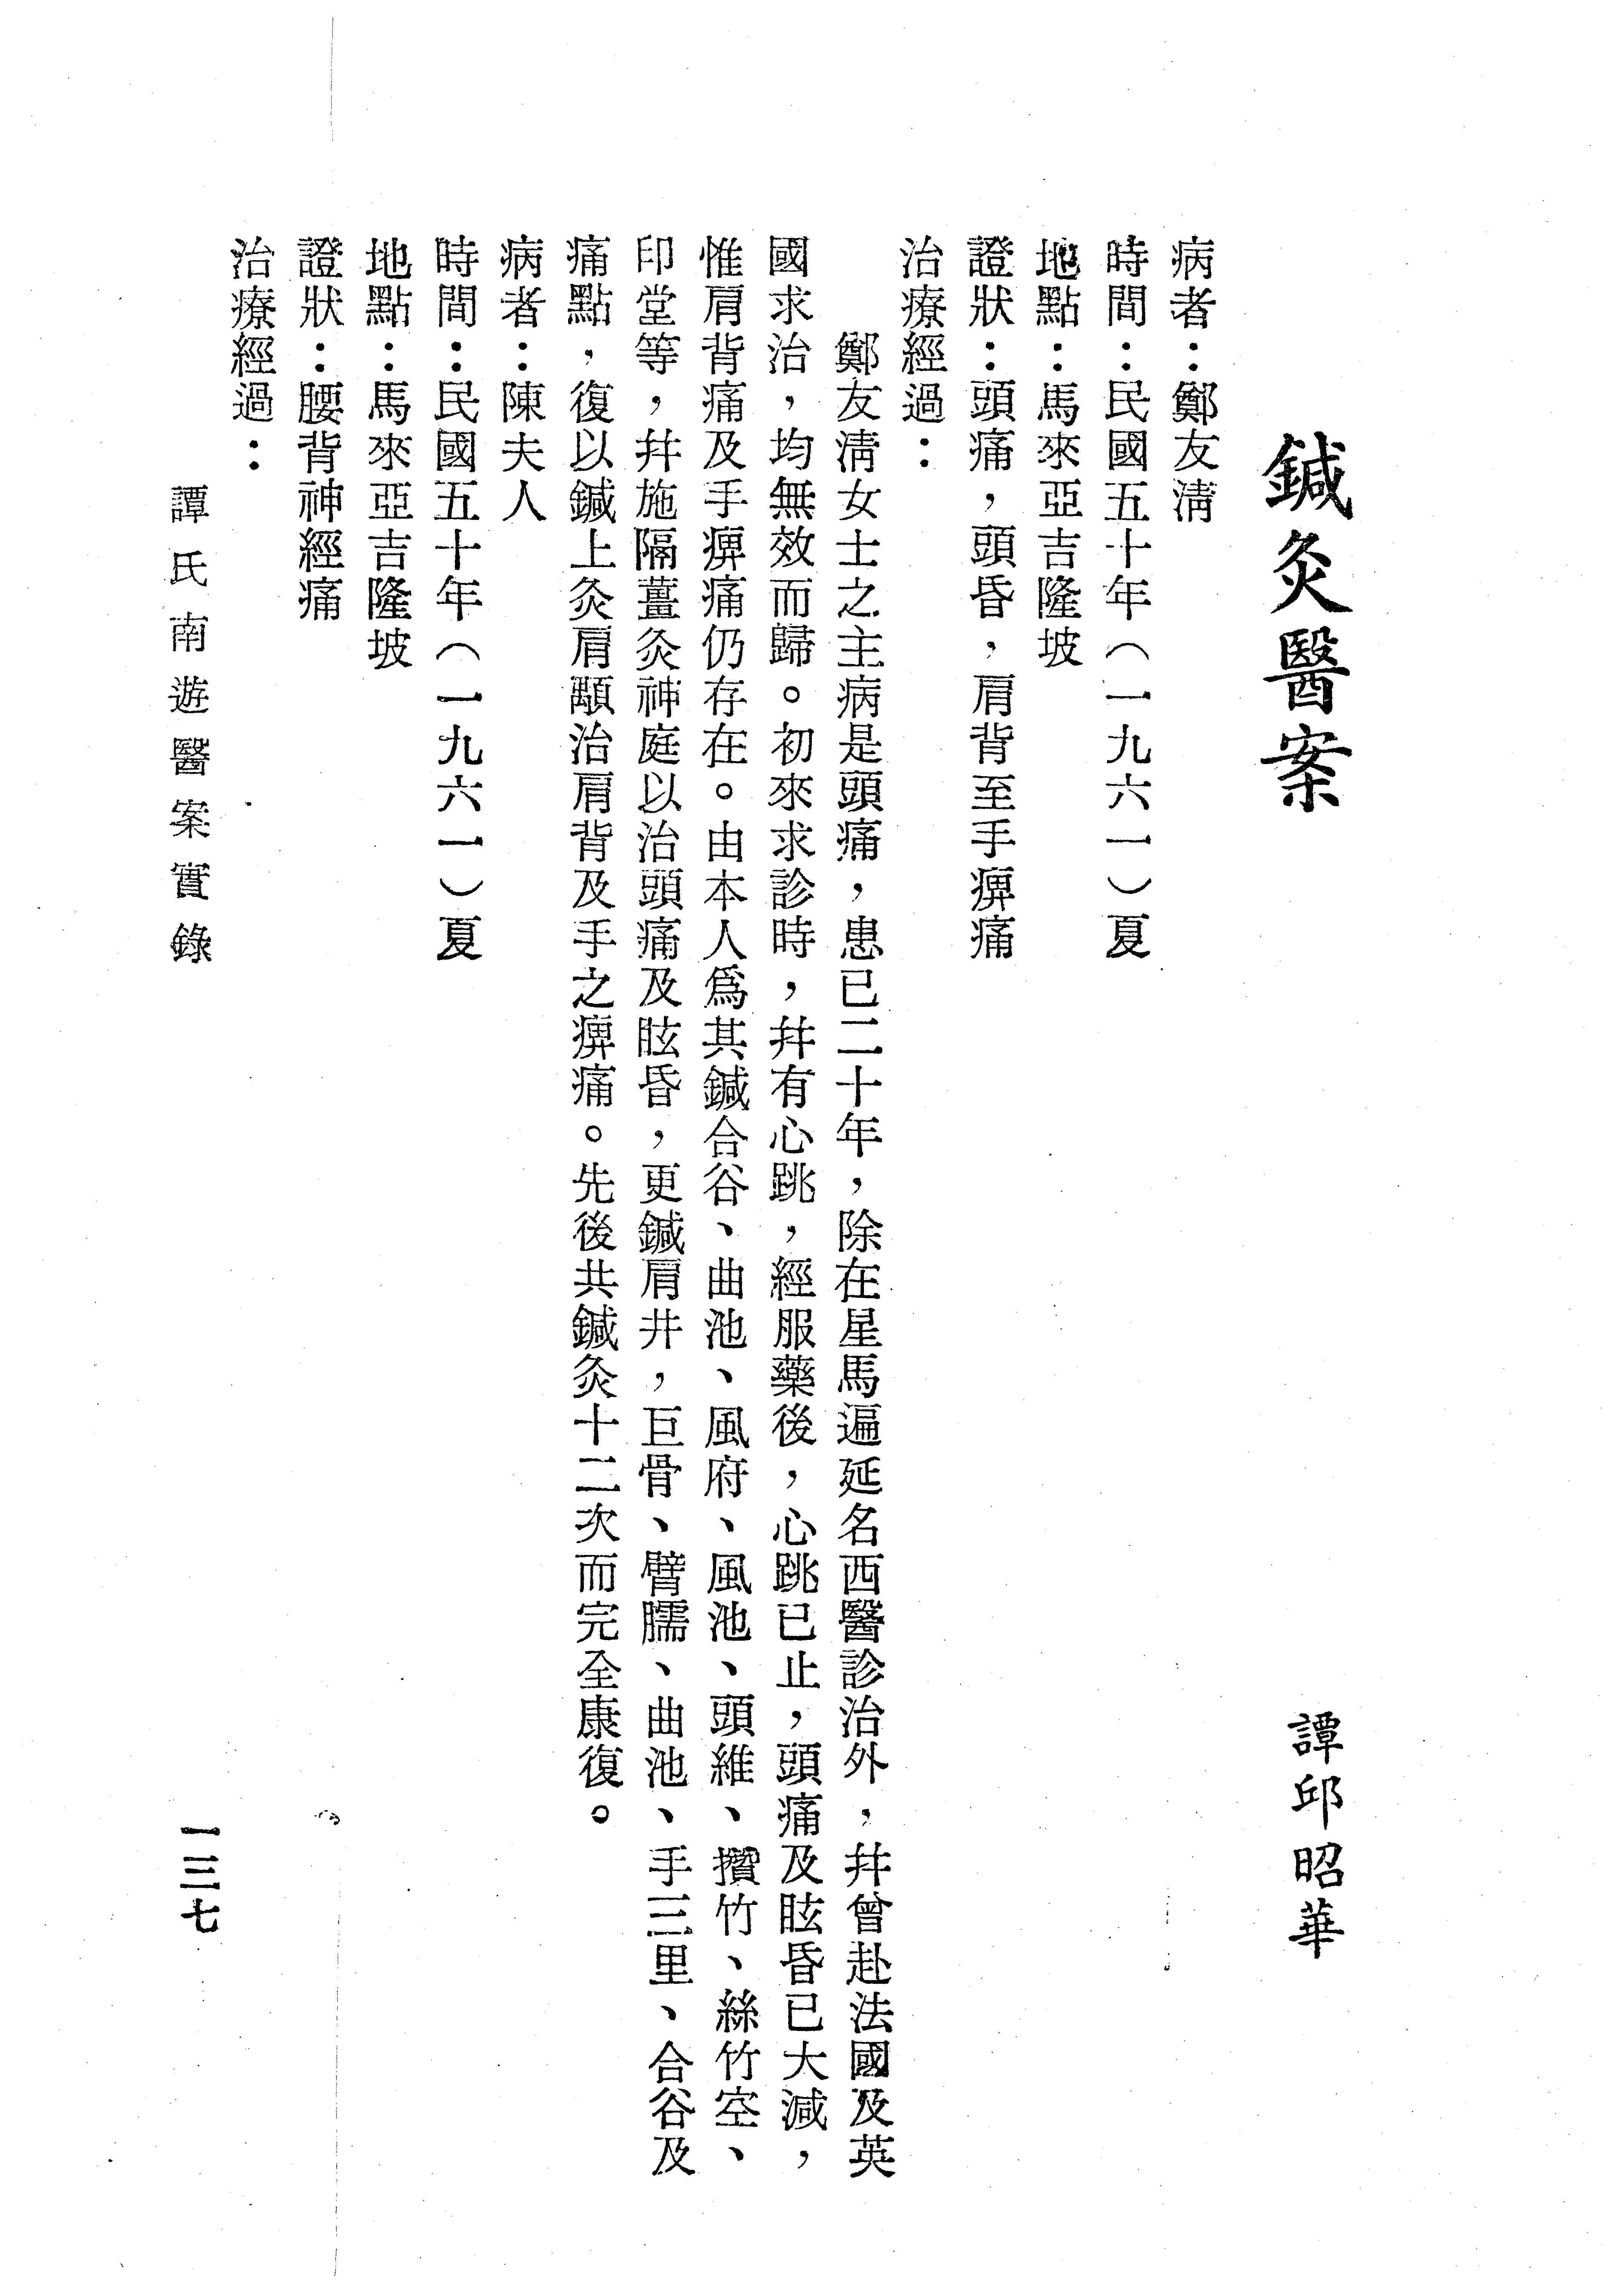 鍼灸醫案
譚邱昭華
病者：鄭友淸
時間：民國五十年（一九六一）夏
地點：馬來亞吉隆坡
證狀：頭痛，頭昏，肩背至手痹痛
治療經過：
鄭友淸女士之主病是頭痛，患已二十年，除在星馬遍延名西醫診治外，幷曾赴法國及英
國求治，均無效而歸。初來求診時，幷有心跳，經服藥後，心跳已止，頭痛及眩昏已大減，
惟肩背痛及手痹痛仍存在。由本人爲其鍼合谷、曲池、風府、風池、頭維、攢竹、絲竹空、
印堂等，幷施隔薑灸神庭以治頭痛及眩昏，更鍼肩井，巨骨、臂臑、曲池、手三里、合谷及
痛點，復以鍼上灸肩顒治肩背及手之痹痛。先後共鍼灸十二次而完全康復。
病者：陳夫人
時間：民國五十年（一九六一）夏
地點：馬來亞吉隆坡
證狀：腰背神經痛
治療經過：
譚氏南遊醫案實錄
一三七